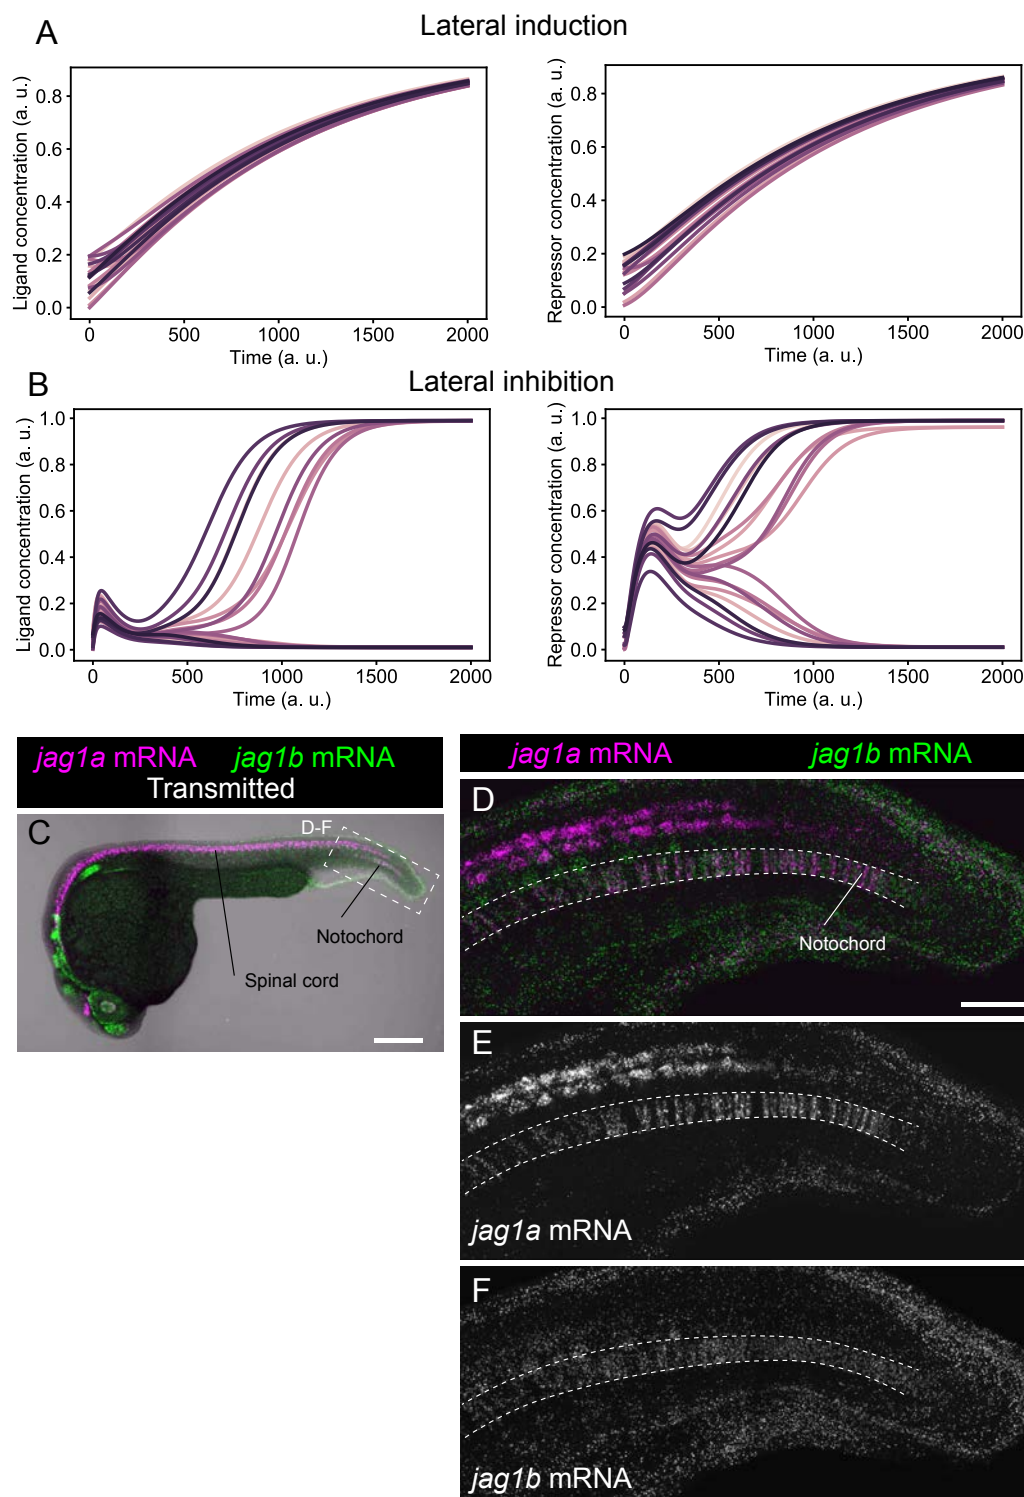 A
Lateral induction
Ligand concentration (a. u.)
0.8
0.6
0.4
0.2
0.0
0 500 1000 1500 2000
Time (a. u.)
Repressor concentration (a. u.)
0.8
0.6
0.4
0.2
0.0
0 500 1000 1500 2000
Time (a. u.)
B
Lateral inhibition
Ligand concentration (a. u.)
1.0
0.8
0.6
0.4
0.2
0.0
0 500 1000 1500 2000
Time (a. u.)
Repressor concentration (a. u.)
1.0
0.8
0.6
0.4
0.2
0.0
0 500 1000 1500 2000
Time (a. u.)
jag1a mRNA jag1b mRNA
Transmitted
C
D-F
Notochord
Spinal cord
jag1a mRNA jag1b mRNA
D
Notochord
E
jag1a mRNA
F
jag1b mRNA